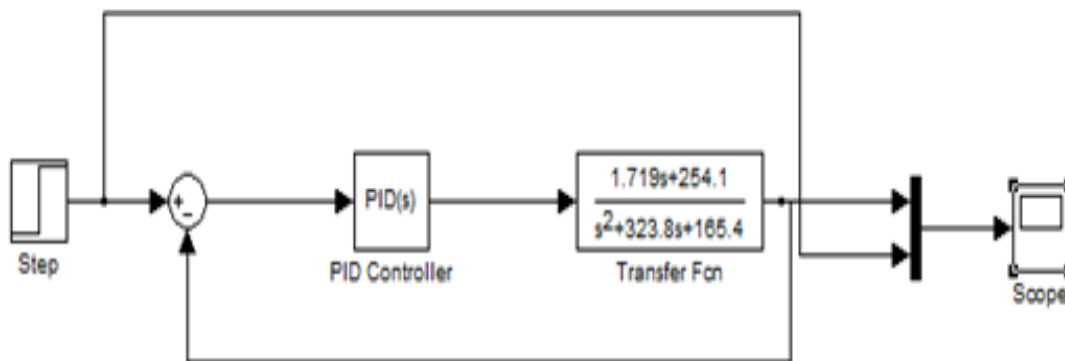 Step
+
−
PID(s)
PID Controller
1.719s+254.1
s²+323.8s+165.4
Transfer Fcn
Scope